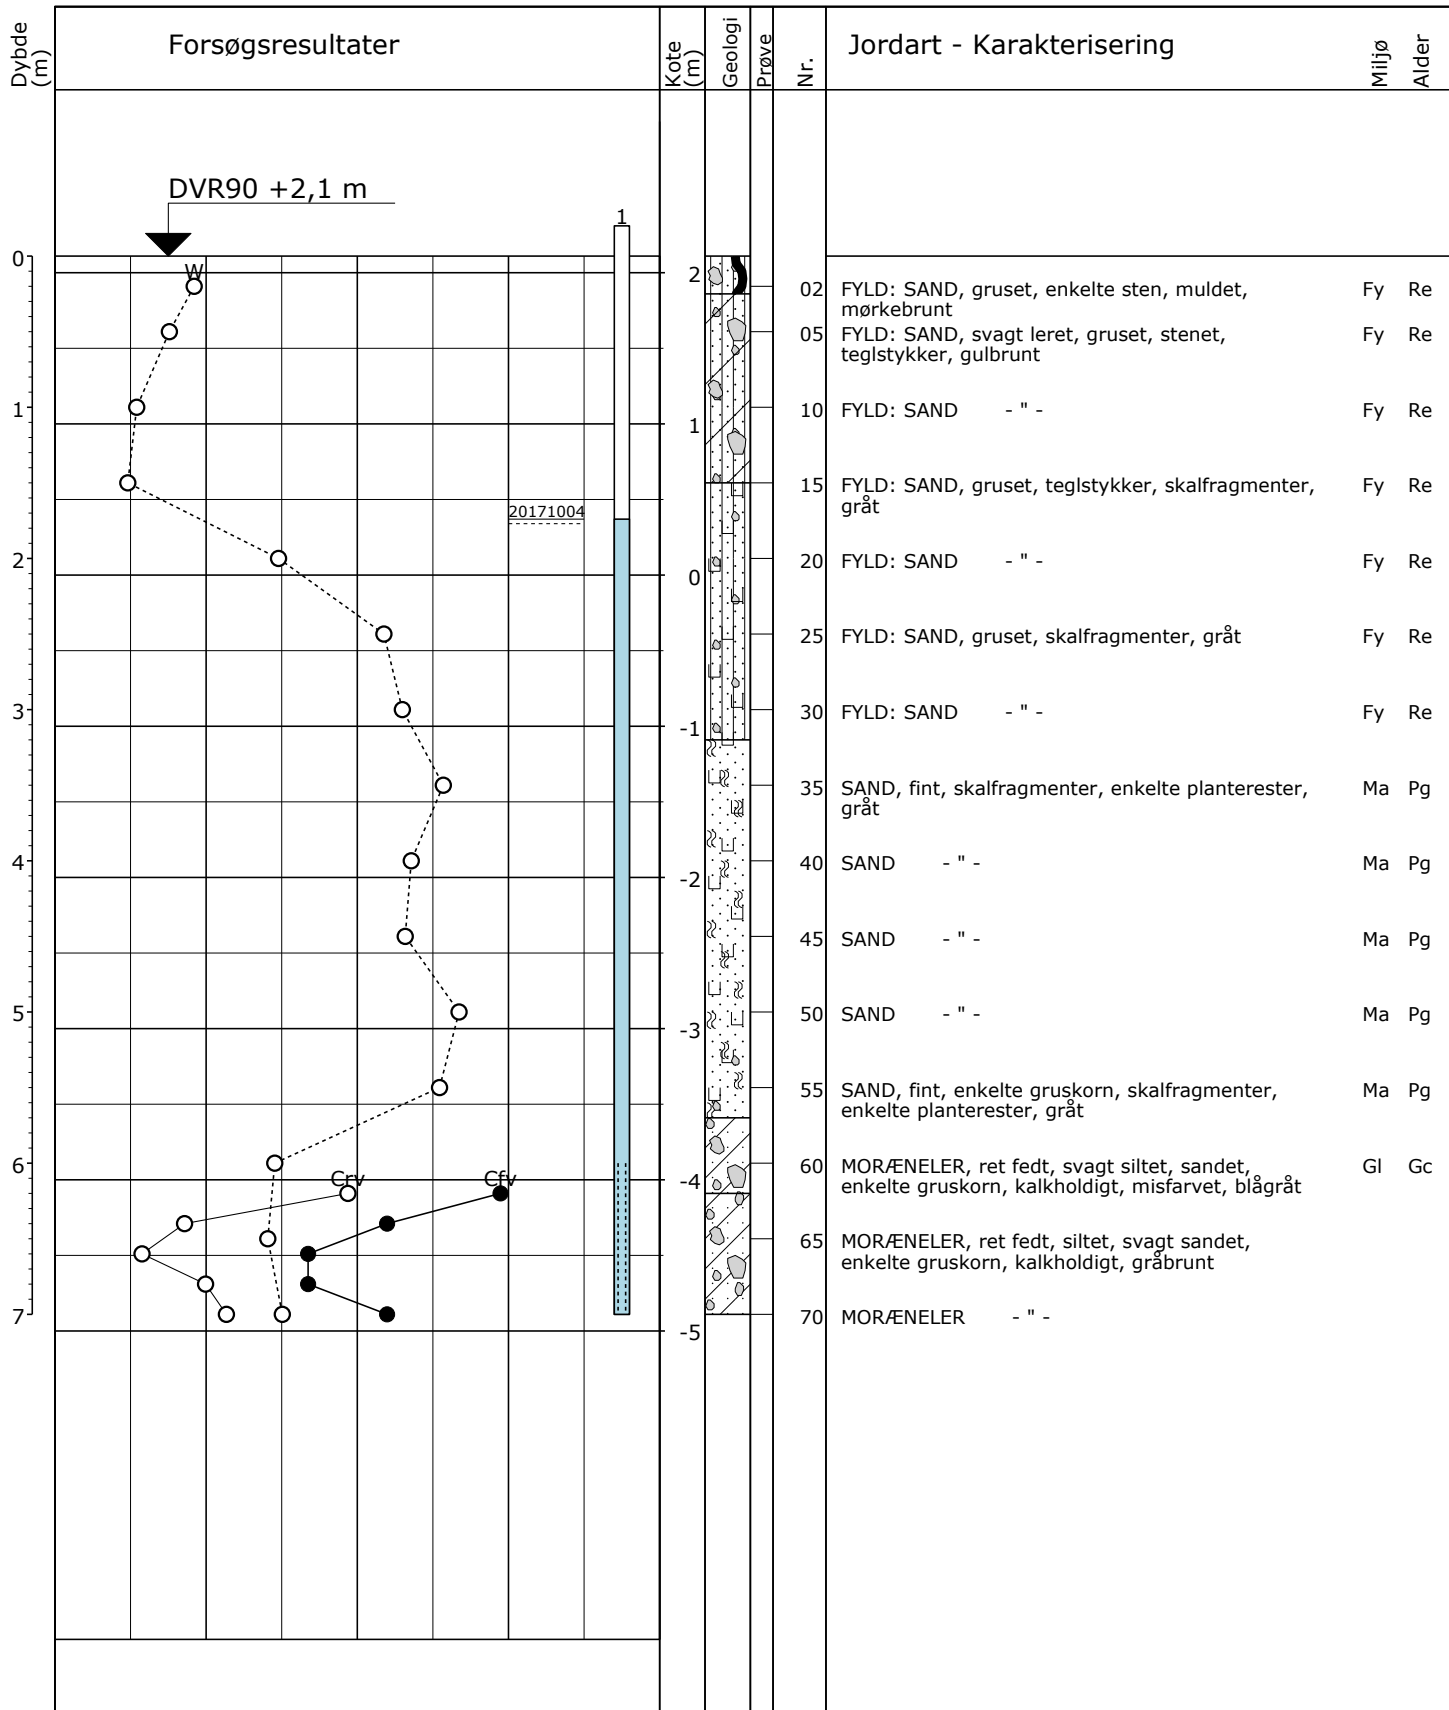 Dybde
(m)
Forsøgsresultater
Kote
(m)
Geologi
Prøve
Nr.
Jordart - Karakterisering
Miljø
Alder
DVR90 +2,1 m
1
0
W
2
02 FYLD: SAND, gruset, enkelte sten, muldet, Fy Re
mørkebrunt
05 FYLD: SAND, svagt leret, gruset, stenet, Fy Re
teglstykker, gulbrunt
1
10 FYLD: SAND - " - Fy Re
1
15 FYLD: SAND, gruset, teglstykker, skalfragmenter, Fy Re
gråt
20171004
2
20 FYLD: SAND - " - Fy Re
0
25 FYLD: SAND, gruset, skalfragmenter, gråt Fy Re
3
30 FYLD: SAND - " - Fy Re
-1
35 SAND, fint, skalfragmenter, enkelte planterester, Ma Pg
gråt
4
40 SAND - " - Ma Pg
-2
45 SAND - " - Ma Pg
5
50 SAND - " - Ma Pg
-3
55 SAND, fint, enkelte gruskorn, skalfragmenter, Ma Pg
enkelte planterester, gråt
6
60 MORÆNELER, ret fedt, svagt siltet, sandet, Gl Gc
Crv Cfv
-4
enkelte gruskorn, kalkholdigt, misfarvet, blågråt
65 MORÆNELER, ret fedt, siltet, svagt sandet,
enkelte gruskorn, kalkholdigt, gråbrunt
7
70 MORÆNELER - " -
-5